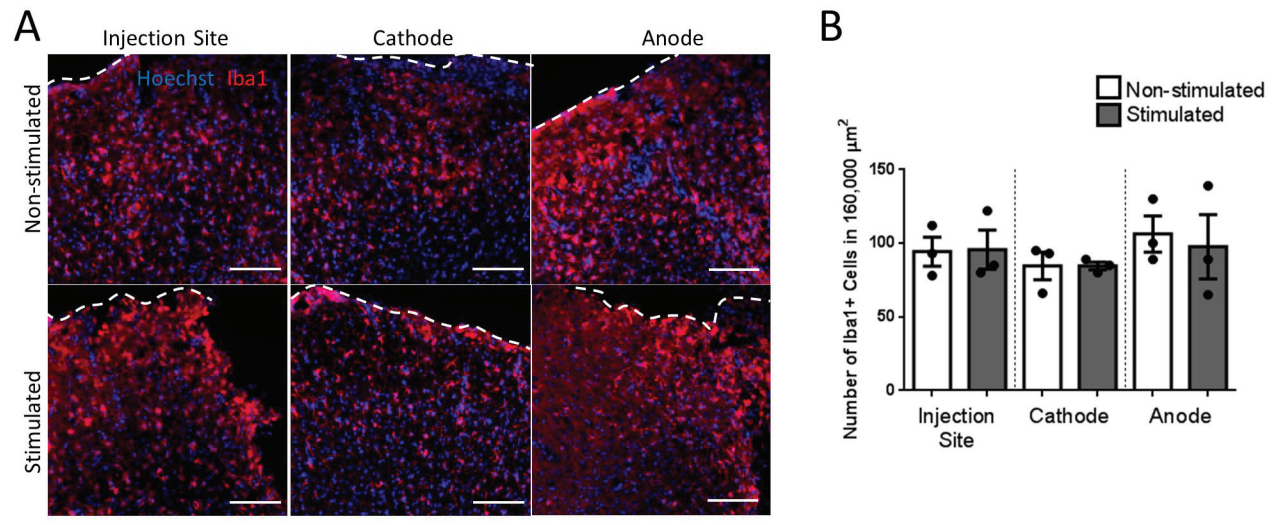 A
Injection Site
Cathode
Anode
Non-stimulated
Hoechst Iba1
Stimulated
B
Non-stimulated
Stimulated
Number of Iba1+ Cells in 160,000 µm²
150
100
50
0
Injection
Site
Cathode
Anode